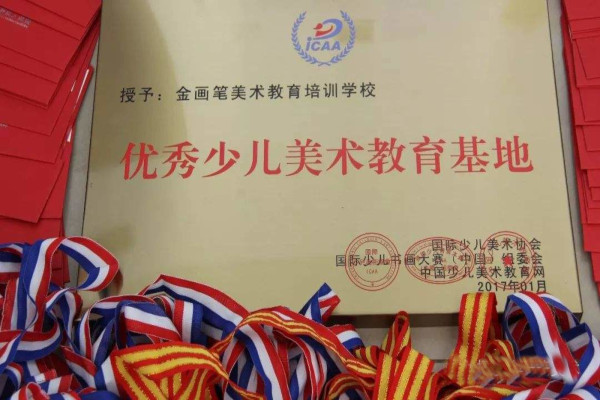 iCAA
授予：金画笔美术教育培训学校
优秀少儿美术教育基地
国际少儿美术协会
国际少儿书画大赛（中国）组委会
中国少儿美术教育网
2017年01月